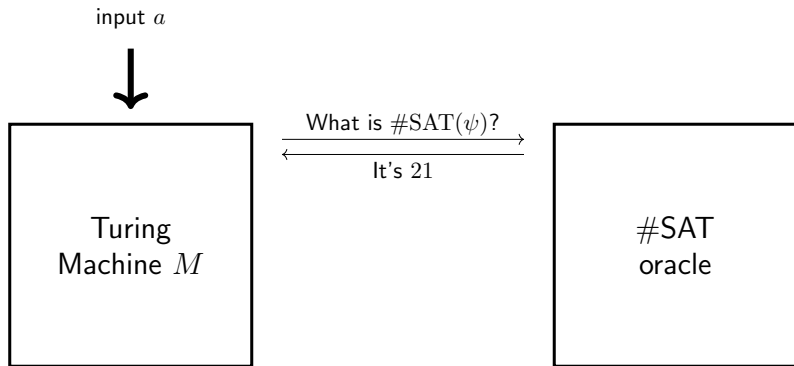 input a
What is #SAT(ψ)?
It's 21
Turing
Machine M
#SAT
oracle